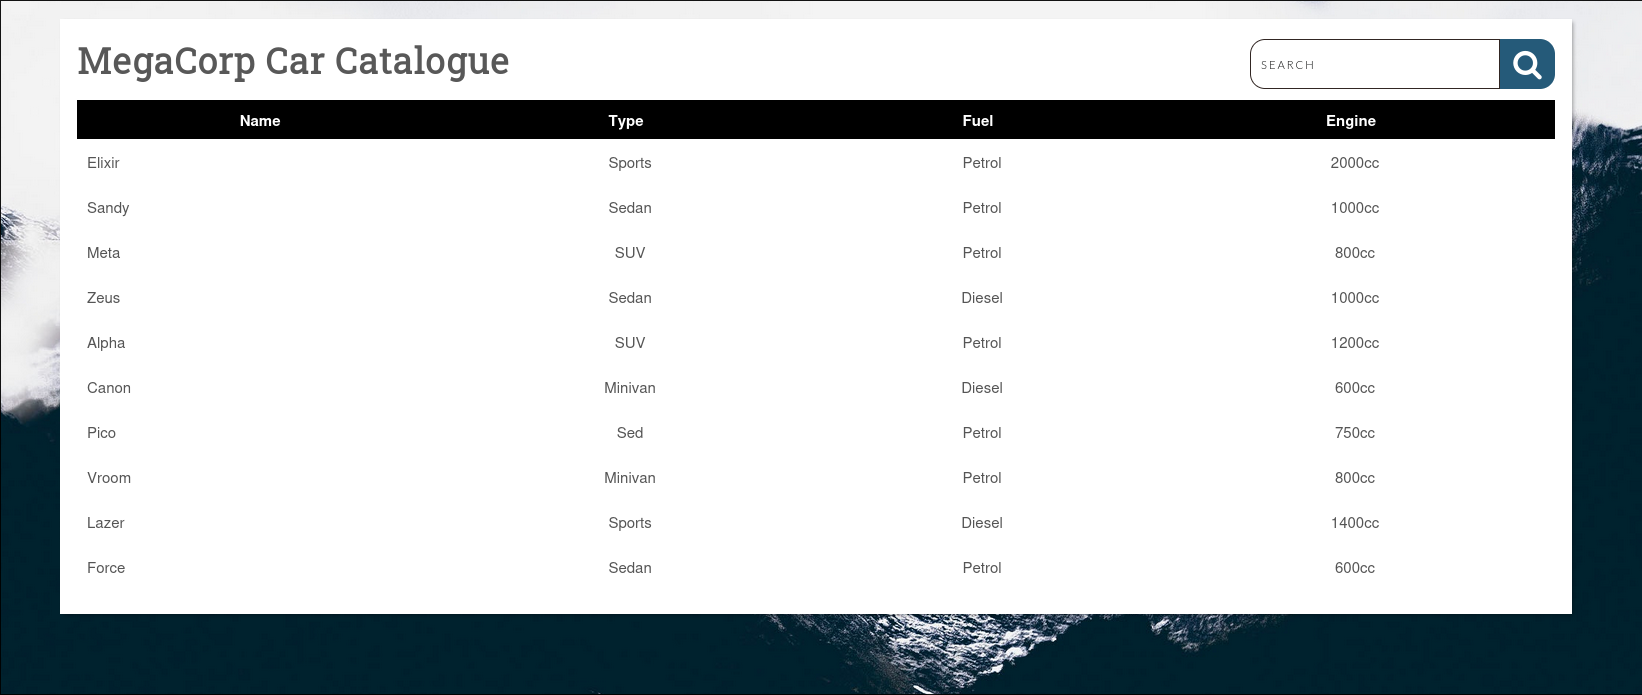 MegaCorp Car Catalogue
SEARCH
Name Type Fuel Engine
Elixir Sports Petrol 2000cc
Sandy Sedan Petrol 1000cc
Meta SUV Petrol 800cc
Zeus Sedan Diesel 1000cc
Alpha SUV Petrol 1200cc
Canon Minivan Diesel 600cc
Pico Sed Petrol 750cc
Vroom Minivan Petrol 800cc
Lazer Sports Diesel 1400cc
Force Sedan Petrol 600cc